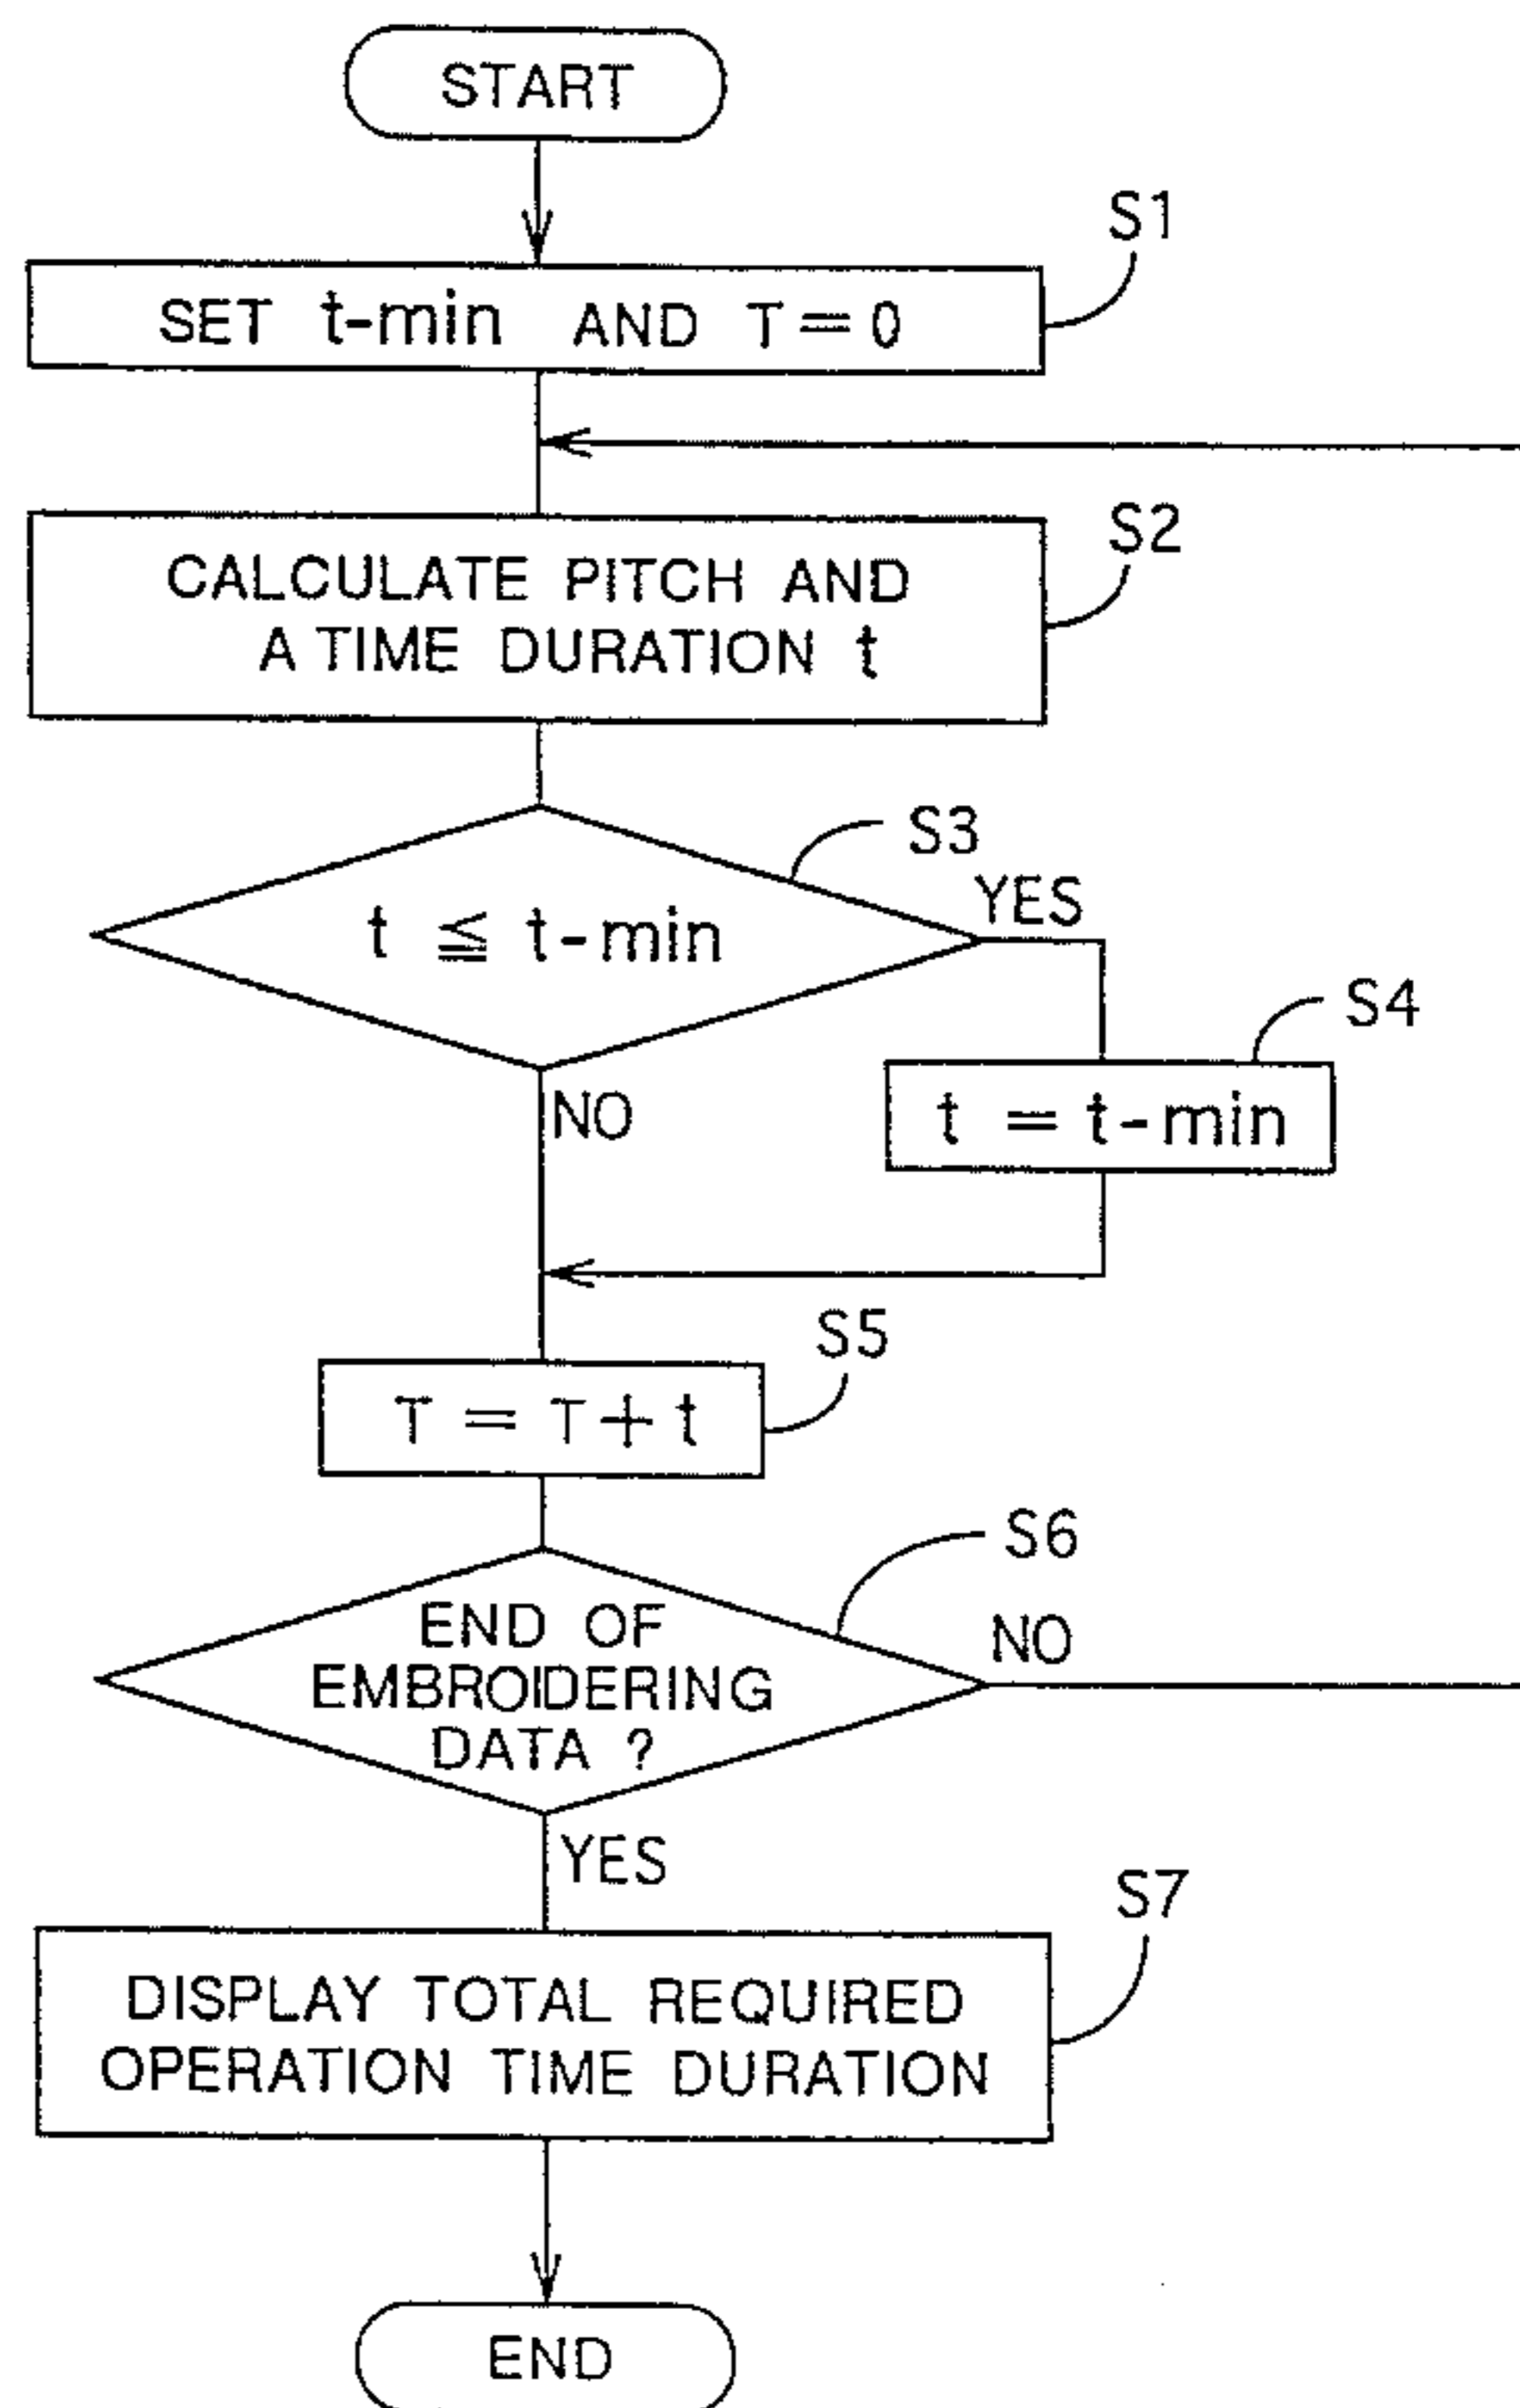 START
S1
SET t-min AND T=0
S2
CALCULATE PITCH AND
A TIME DURATION t
S3
t ≦ t-min
YES
S4
NO
t = t-min
S5
T = T + t
S6
END OF
EMBROIDERING
DATA ?
NO
YES
S7
DISPLAY TOTAL REQUIRED
OPERATION TIME DURATION
END